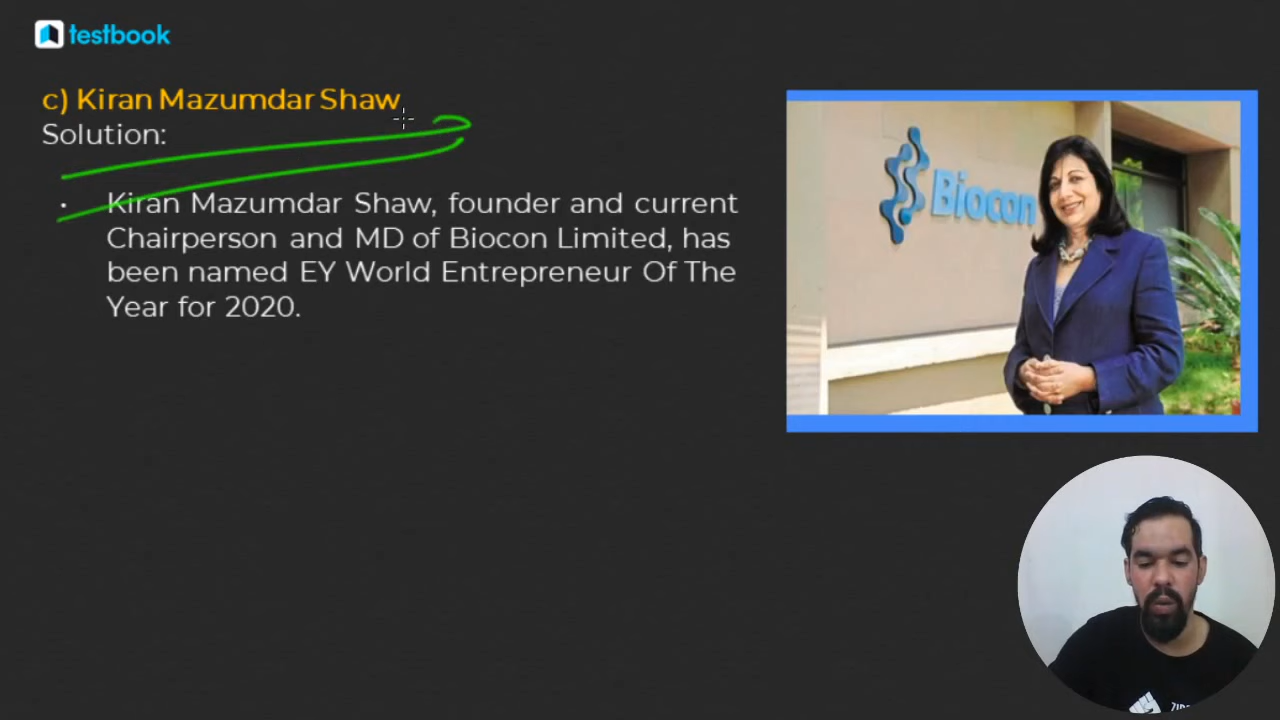 testbook
c) Kiran Mazumdar Shaw
Solution:
• Kiran Mazumdar Shaw, founder and current
Chairperson and MD of Biocon Limited, has
been named EY World Entrepreneur Of The
Year for 2020.
Biocon